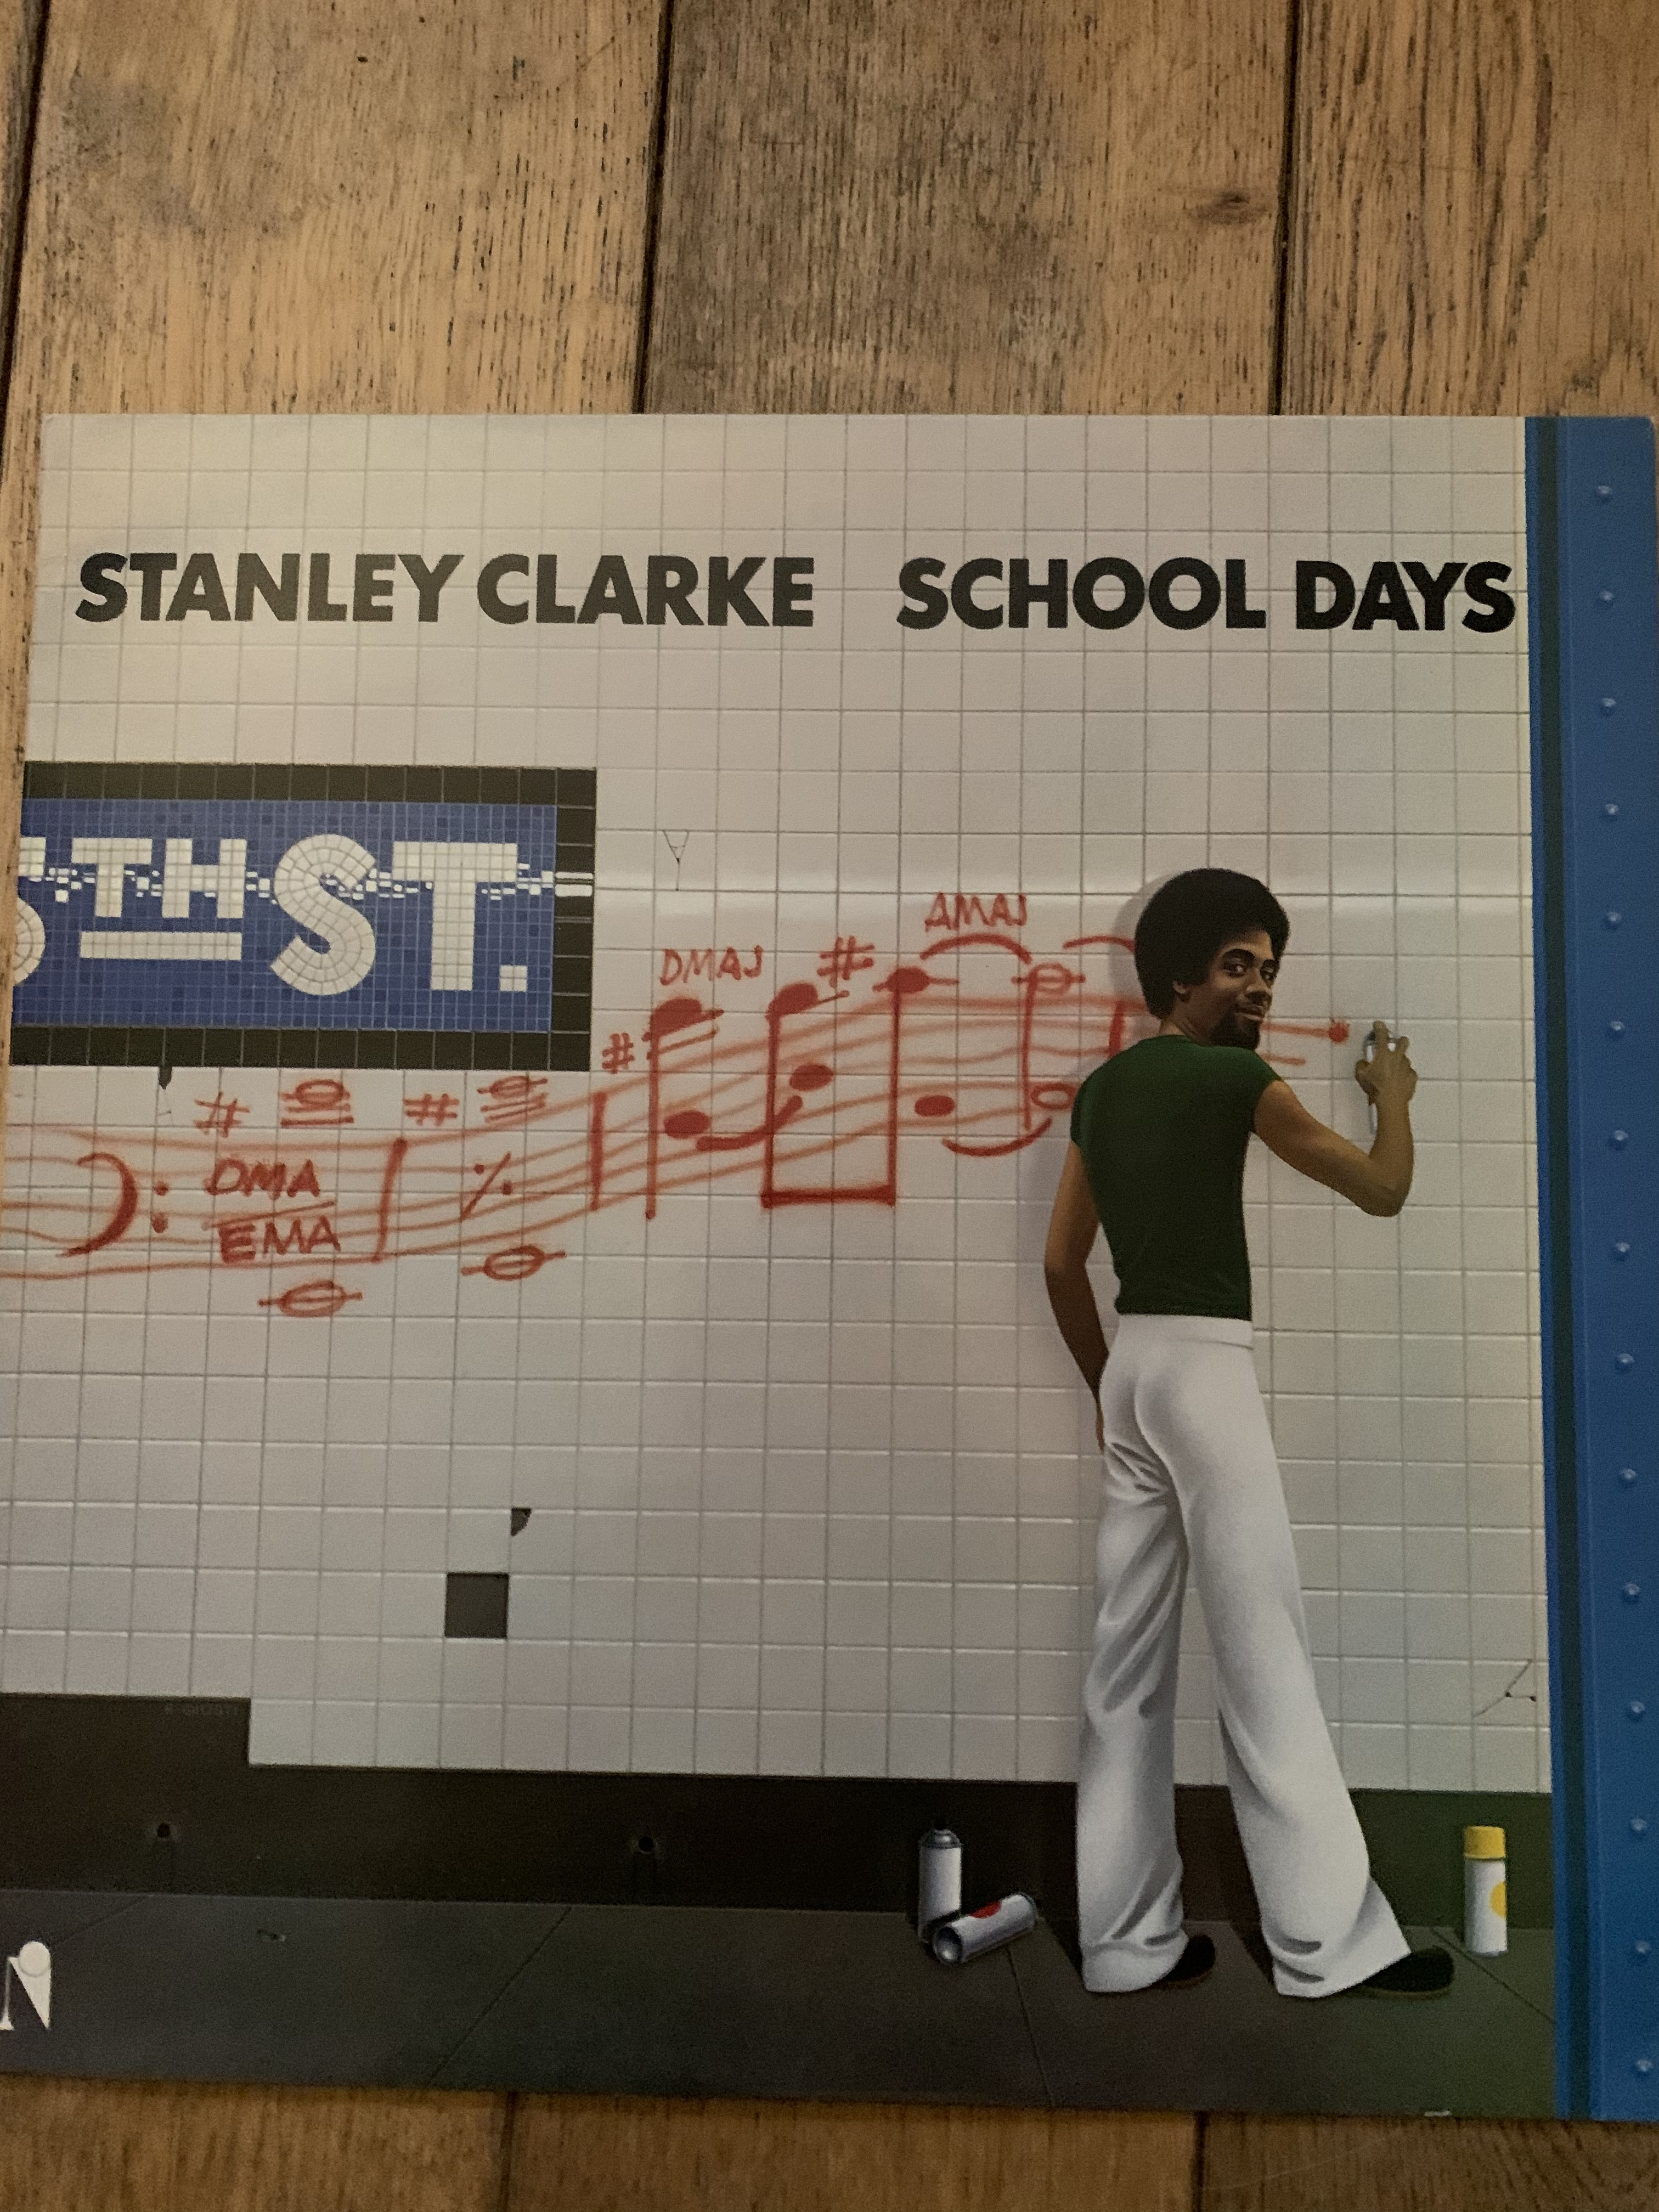 STANLEY CLARKE SCHOOL DAYS
TH ST.
AMAJ
DMAJ #
#
# #
DMA
EMA
N